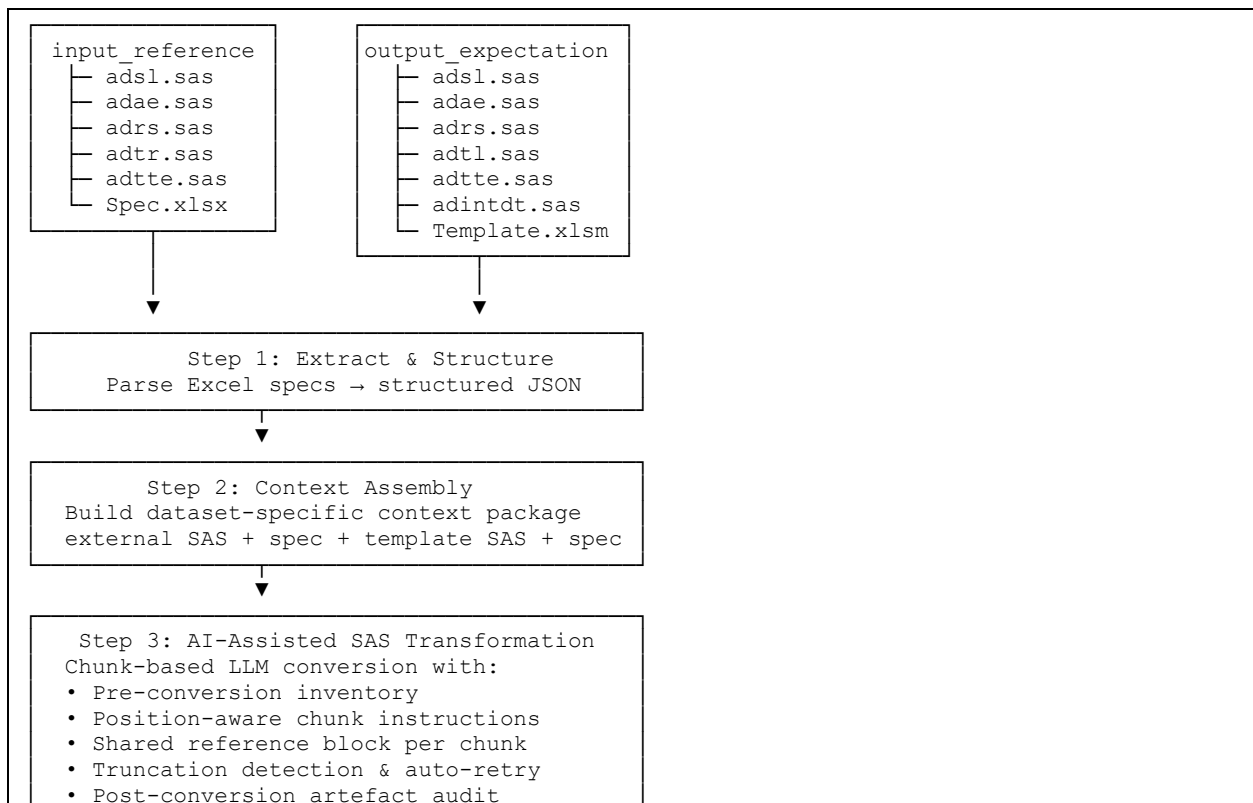 input_reference
├─ adsl.sas
├─ adae.sas
├─ adrs.sas
├─ adtr.sas
├─ adtte.sas
└─ Spec.xlsx
output_expectation
├─ adsl.sas
├─ adae.sas
├─ adrs.sas
├─ adtl.sas
├─ adtte.sas
├─ adintdt.sas
└─ Template.xlsm
Step 1: Extract & Structure
Parse Excel specs → structured JSON
Step 2: Context Assembly
Build dataset-specific context package
external SAS + spec + template SAS + spec
Step 3: AI-Assisted SAS Transformation
Chunk-based LLM conversion with:
• Pre-conversion inventory
• Position-aware chunk instructions
• Shared reference block per chunk
• Truncation detection & auto-retry
• Post-conversion artefact audit